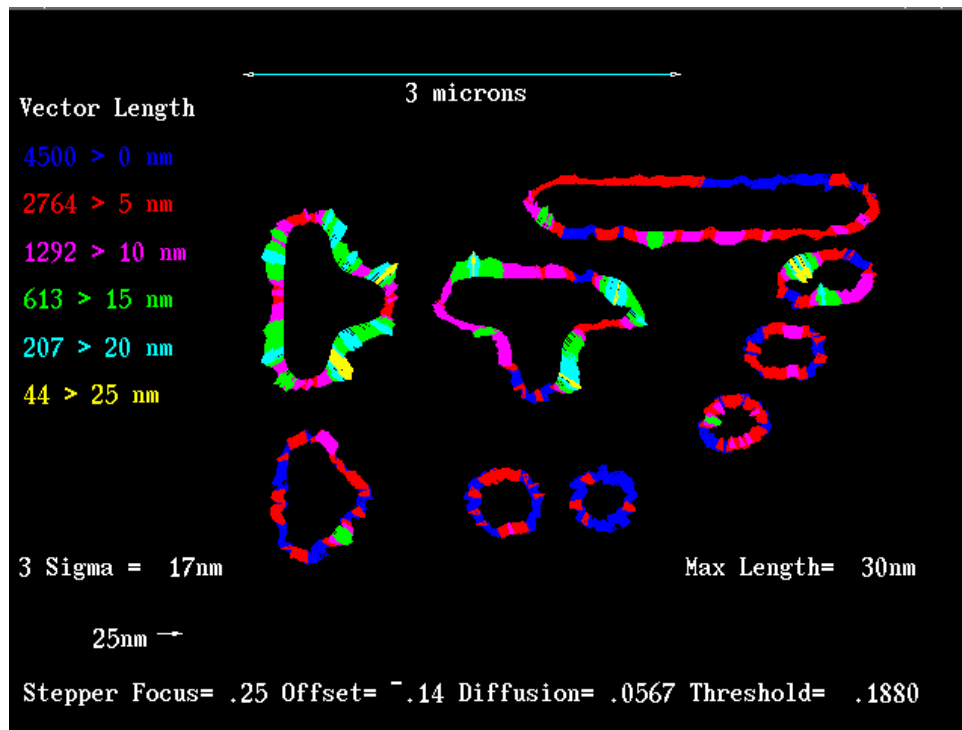 3 microns
Vector Length
4500 > 0 nm
2764 > 5 nm
1292 > 10 nm
613 > 15 nm
207 > 20 nm
44 > 25 nm
3 Sigma = 17nm
Max Length= 30nm
25nm
Stepper Focus= .25 Offset= ¯.14 Diffusion= .0567 Threshold= .1880